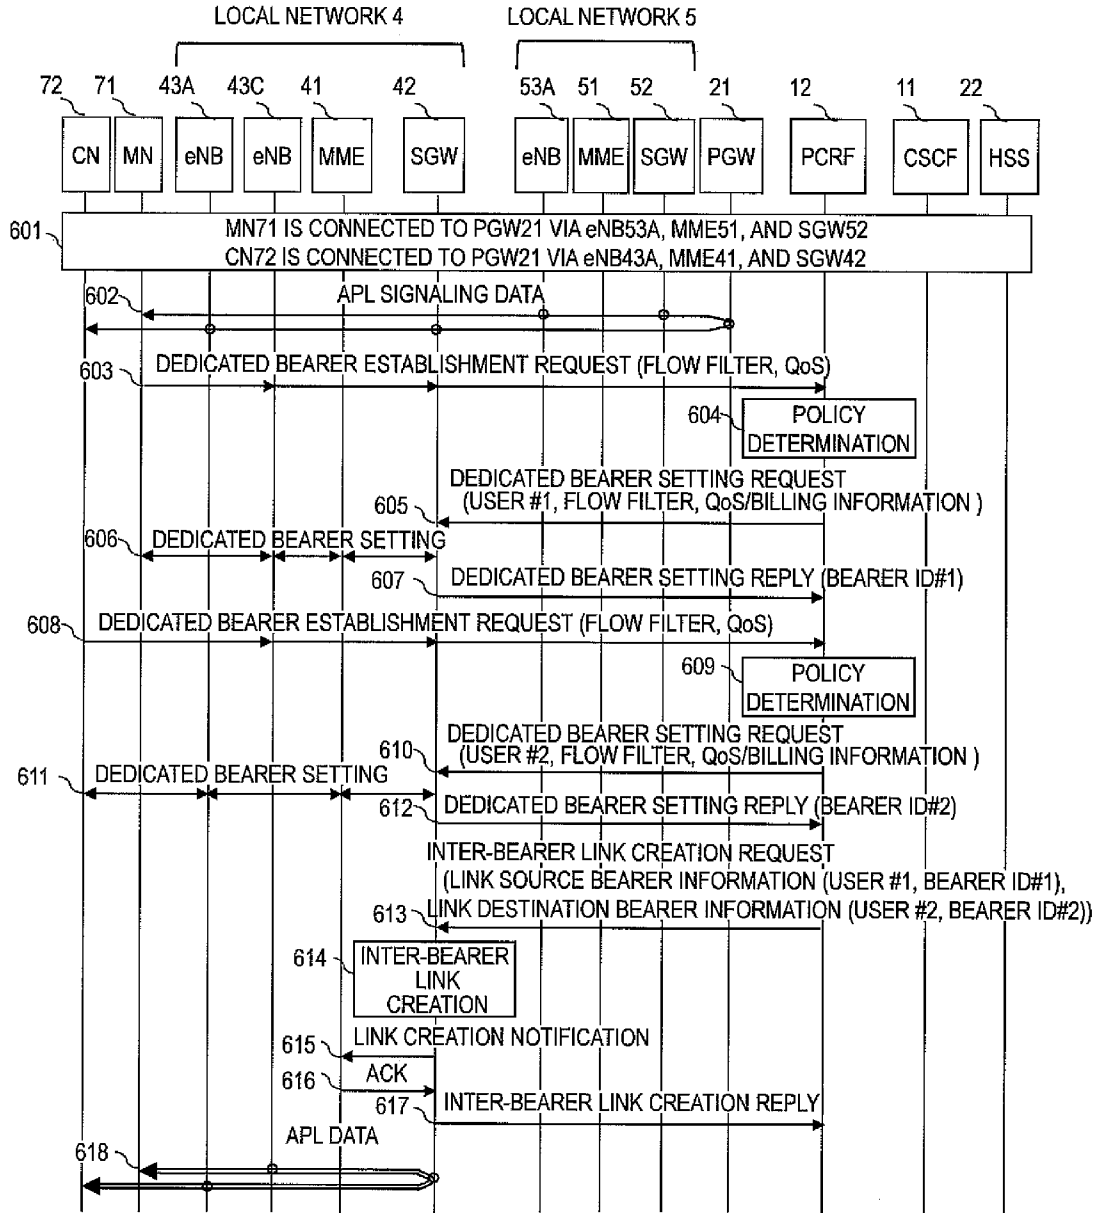 LOCAL NETWORK 4
LOCAL NETWORK 5
72 71 43A 43C 41 42 53A 51 52 21 12 11 22
CN MN eNB eNB MME SGW eNB MME SGW PGW PCRF CSCF HSS
601
MN71 IS CONNECTED TO PGW21 VIA eNB53A, MME51, AND SGW52
CN72 IS CONNECTED TO PGW21 VIA eNB43A, MME41, AND SGW42
602
APL SIGNALING DATA
603
DEDICATED BEARER ESTABLISHMENT REQUEST (FLOW FILTER, QoS)
604
POLICY
DETERMINATION
DEDICATED BEARER SETTING REQUEST
(USER #1, FLOW FILTER, QoS/BILLING INFORMATION )
605
606
DEDICATED BEARER SETTING
607
DEDICATED BEARER SETTING REPLY (BEARER ID#1)
608
DEDICATED BEARER ESTABLISHMENT REQUEST (FLOW FILTER, QoS)
609
POLICY
DETERMINATION
DEDICATED BEARER SETTING REQUEST
(USER #2, FLOW FILTER, QoS/BILLING INFORMATION )
610
611
DEDICATED BEARER SETTING
612
DEDICATED BEARER SETTING REPLY (BEARER ID#2)
INTER-BEARER LINK CREATION REQUEST
(LINK SOURCE BEARER INFORMATION (USER #1, BEARER ID#1),
LINK DESTINATION BEARER INFORMATION (USER #2, BEARER ID#2))
613
614
INTER-BEARER
LINK
CREATION
615
LINK CREATION NOTIFICATION
616
ACK
617
INTER-BEARER LINK CREATION REPLY
APL DATA
618